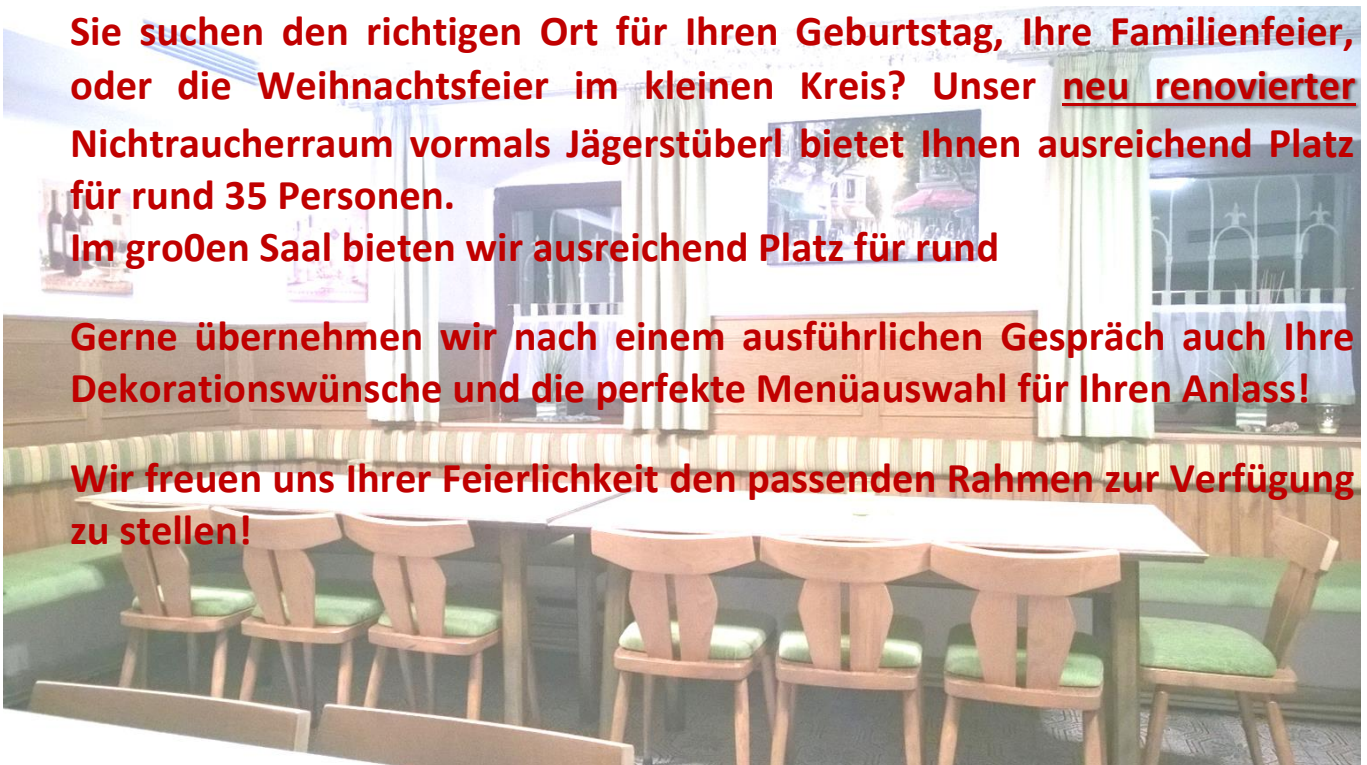 Sie suchen den richtigen Ort für Ihren Geburtstag, Ihre Familienfeier,
oder die Weihnachtsfeier im kleinen Kreis? Unser neu renovierter
Nichtraucherraum vormals Jägerstüberl bietet Ihnen ausreichend Platz
für rund 35 Personen.
Im gro0en Saal bieten wir ausreichend Platz für rund
Gerne übernehmen wir nach einem ausführlichen Gespräch auch Ihre
Dekorationswünsche und die perfekte Menüauswahl für Ihren Anlass!
Wir freuen uns Ihrer Feierlichkeit den passenden Rahmen zur Verfügung
zu stellen!